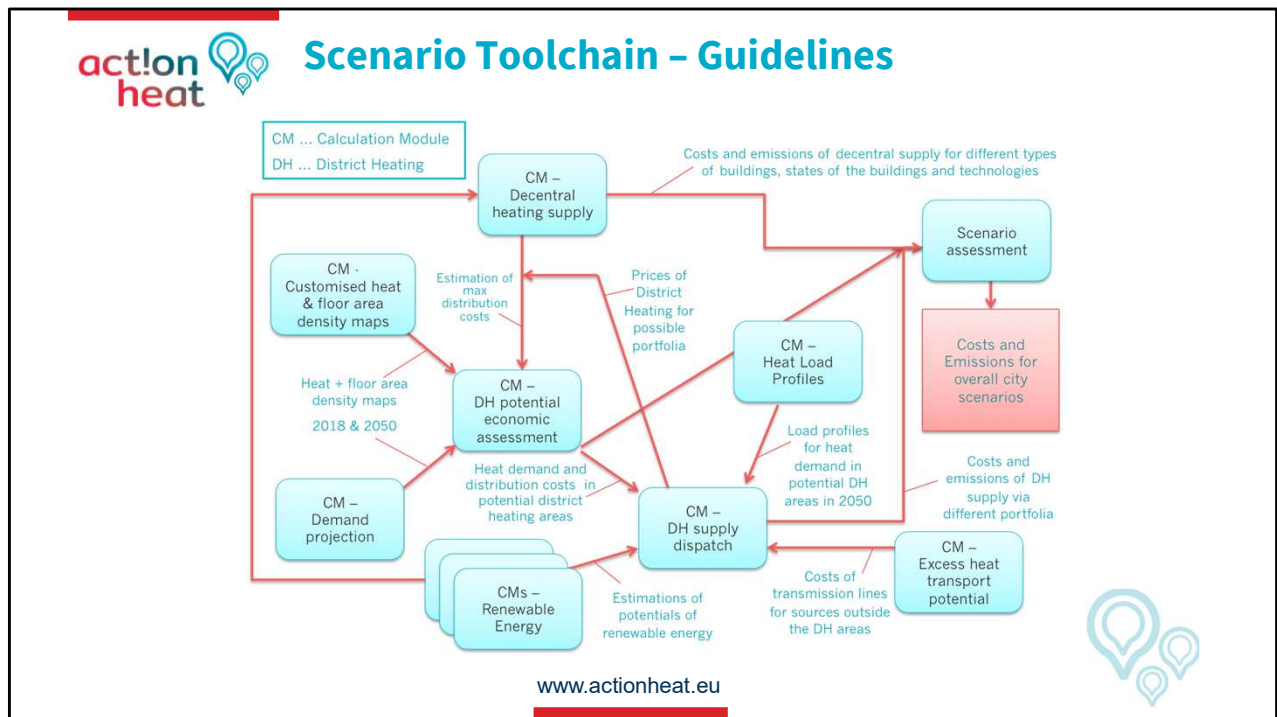 act!on
heat
Scenario Toolchain – Guidelines
CM ... Calculation Module
DH ... District Heating
CM –
Decentral
heating supply
Costs and emissions of decentral supply for different types
of buildings, states of the buildings and technologies
Scenario
assessment
CM -
Customised heat
& floor area
density maps
Estimation of
max
distribution
costs
Prices of
District
Heating for
possible
portfolia
CM –
Heat Load
Profiles
Costs and
Emissions for
overall city
scenarios
Heat + floor area
density maps
2018 & 2050
CM –
DH potential
economic
assessment
Load profiles
for heat
demand in
potential DH
areas in 2050
Heat demand and
distribution costs in
potential district
heating areas
Costs and
emissions of DH
supply via
different portfolia
CM –
Demand
projection
CM –
DH supply
dispatch
CM –
Excess heat
transport
potential
CMs –
Renewable
Energy
Estimations of
potentials of
renewable energy
Costs of
transmission lines
for sources outside
the DH areas
www.actionheat.eu